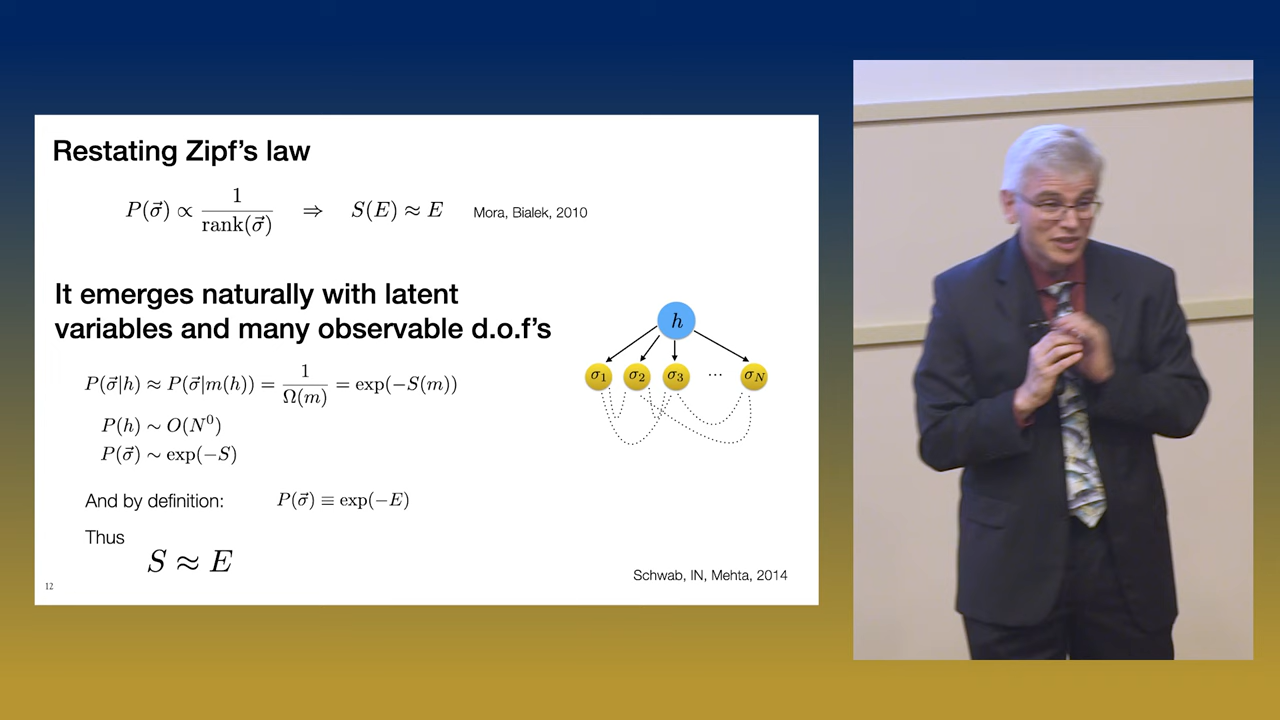 Restating Zipf's law
P(σ⃗) ∝ 1/rank(σ⃗) ⇒ S(E) ≈ E Mora, Bialek, 2010
It emerges naturally with latent
variables and many observable d.o.f's
P(σ⃗|h) ≈ P(σ⃗|m(h)) = 1/Ω(m) = exp(−S(m))
P(h) ∼ O(N⁰)
P(σ⃗) ∼ exp(−S)
And by definition: P(σ⃗) ≡ exp(−E)
Thus
S ≈ E
h
σ₁ σ₂ σ₃ ⋯ σ_N
Schwab, IN, Mehta, 2014
12